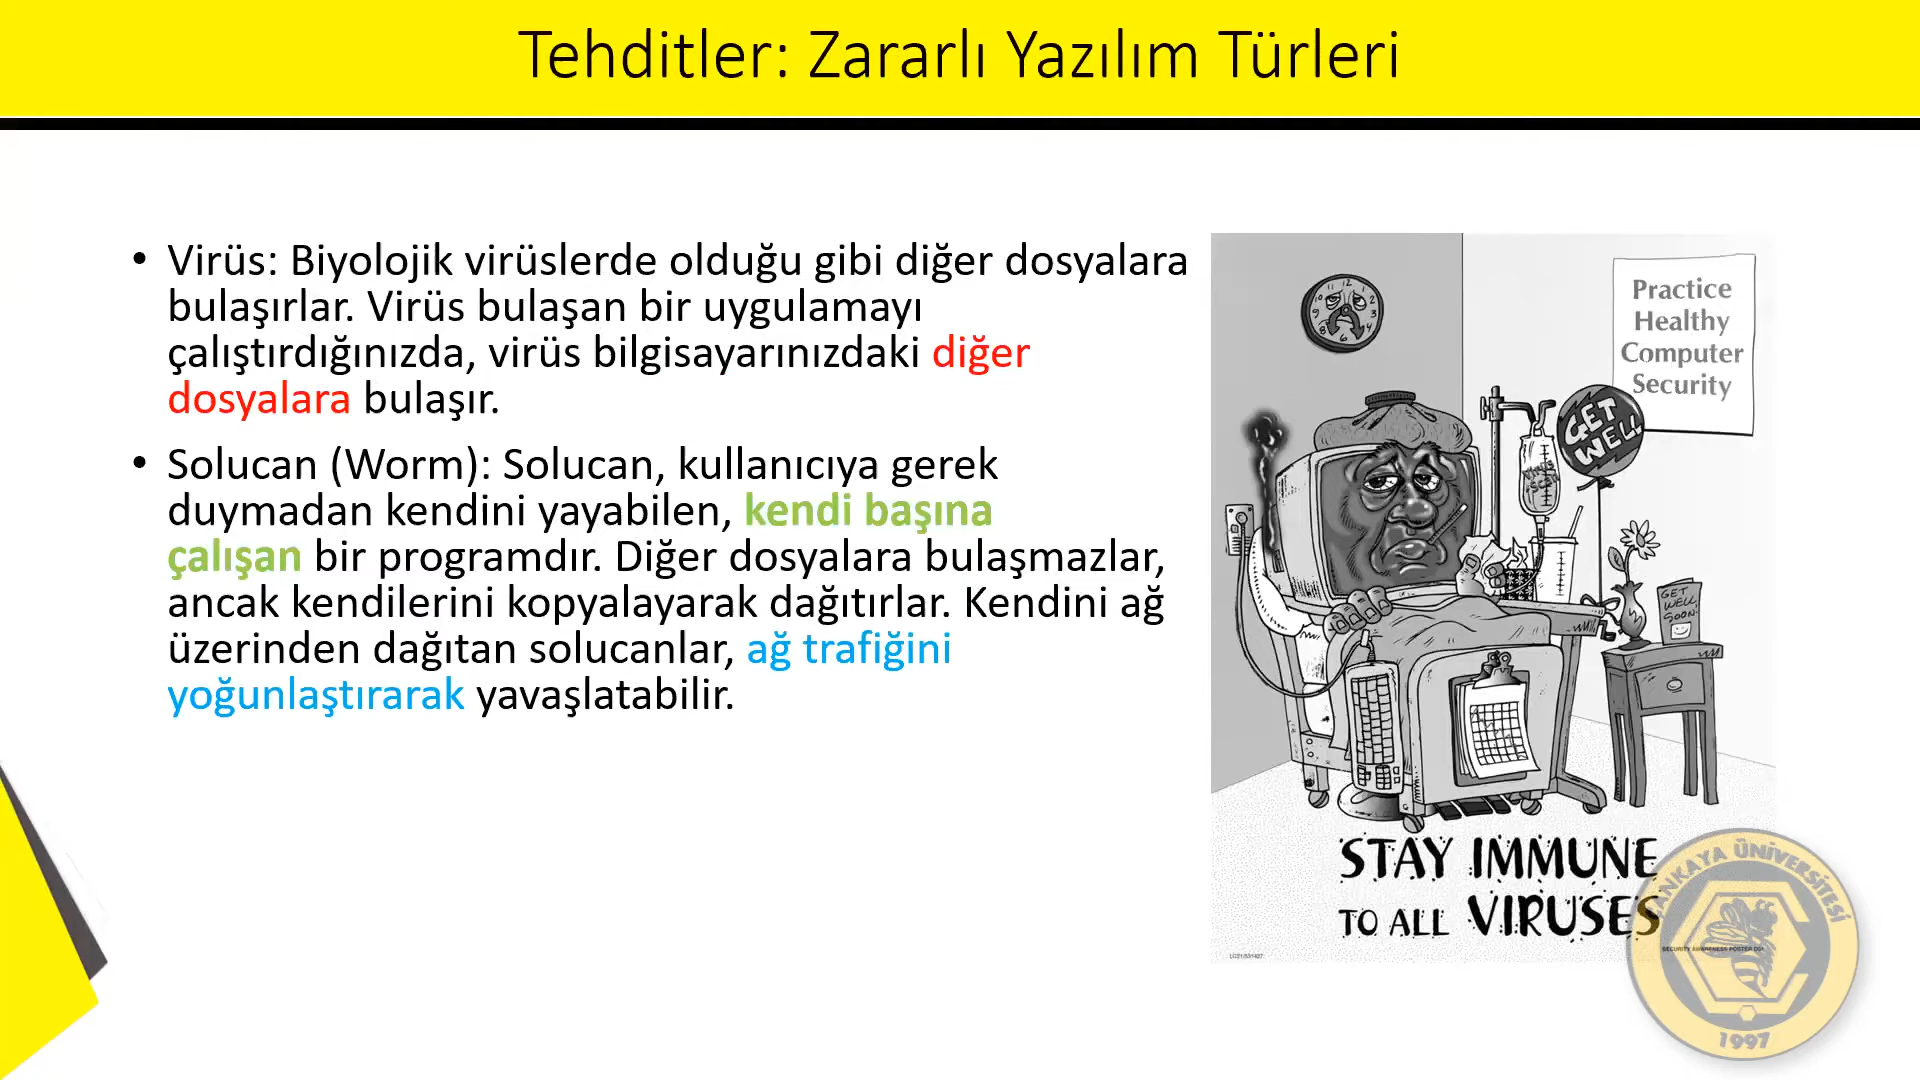 Tehditler: Zararlı Yazılım Türleri
• Virüs: Biyolojik virüslerde olduğu gibi diğer dosyalara
bulaşırlar. Virüs bulaşan bir uygulamayı
çalıştırdığınızda, virüs bilgisayarınızdaki diğer
dosyalara bulaşır.
• Solucan (Worm): Solucan, kullanıcıya gerek
duymadan kendini yayabilen, kendi başına
çalışan bir programdır. Diğer dosyalara bulaşmazlar,
ancak kendilerini kopyalayarak dağıtırlar. Kendini ağ
üzerinden dağıtan solucanlar, ağ trafiğini
yoğunlaştırarak yavaşlatabilir.
Practice
Healthy
Computer
Security
GET
WELL
GET
WELL
SOON!
STAY IMMUNE
TO ALL VIRUSES
ÜNİVERSİTESİ
1997